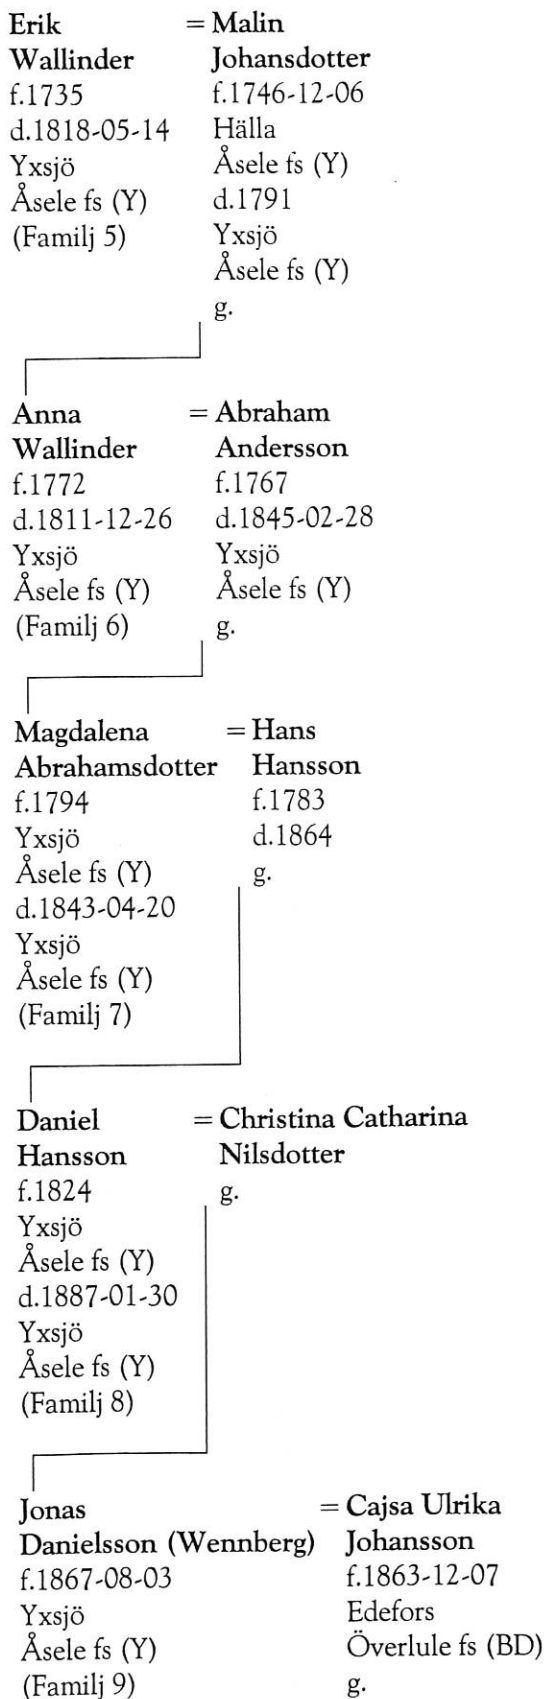 Erik = Malin
Wallinder Johansdotter
f.1735 f.1746-12-06
d.1818-05-14 Hälla
Yxsjö Åsele fs (Y)
Åsele fs (Y) d.1791
(Familj 5) Yxsjö
Åsele fs (Y)
g.
Anna = Abraham
Wallinder Andersson
f.1772 f.1767
d.1811-12-26 d.1845-02-28
Yxsjö Yxsjö
Åsele fs (Y) Åsele fs (Y)
(Familj 6) g.
Magdalena = Hans
Abrahamsdotter Hansson
f.1794 f.1783
Yxsjö d.1864
Åsele fs (Y) g.
d.1843-04-20
Yxsjö
Åsele fs (Y)
(Familj 7)
Daniel = Christina Catharina
Hansson Nilsdotter
f.1824 g.
Yxsjö
Åsele fs (Y)
d.1887-01-30
Yxsjö
Åsele fs (Y)
(Familj 8)
Jonas = Cajsa Ulrika
Danielsson (Wennberg) Johansson
f.1867-08-03 f.1863-12-07
Yxsjö Edefors
Åsele fs (Y) Överlule fs (BD)
(Familj 9) g.